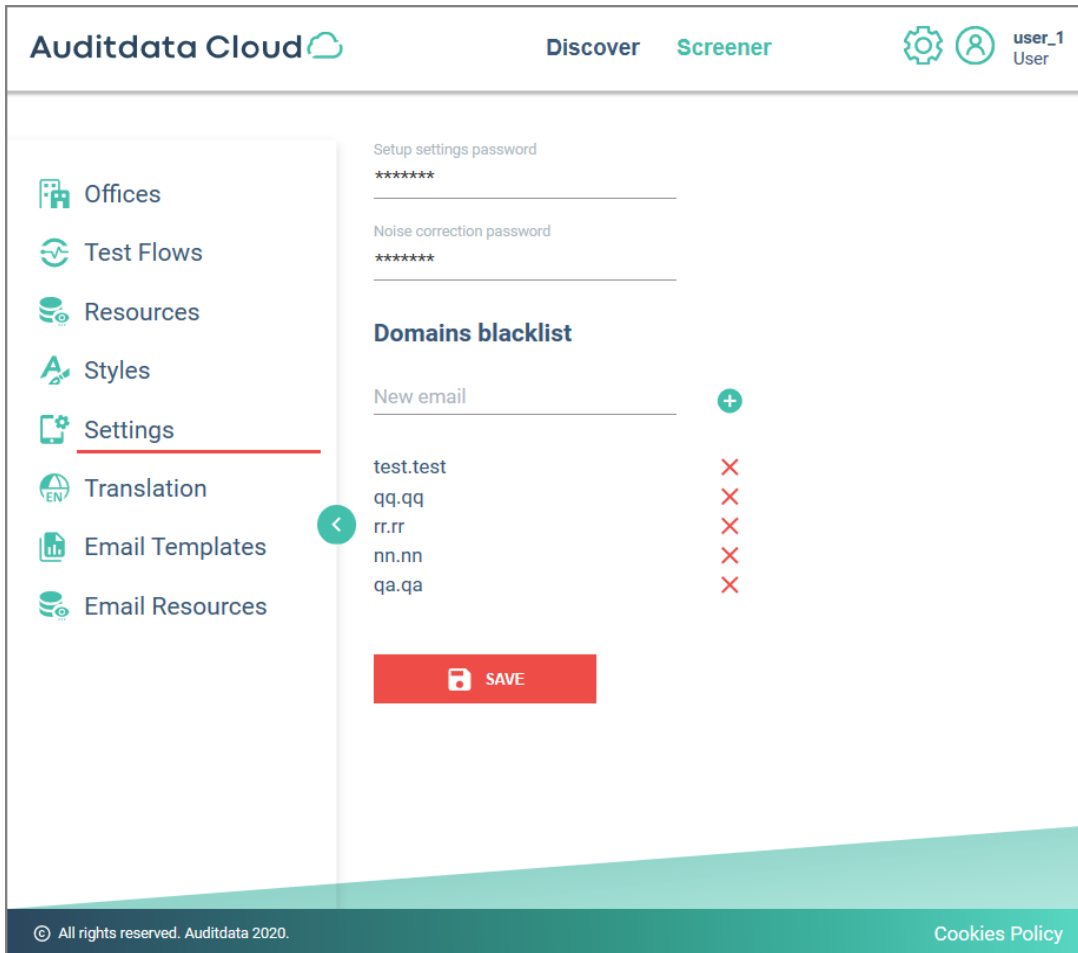 Auditdata Cloud
Discover
Screener
user_1
User
Offices
Test Flows
Resources
Styles
Settings
EN
Translation
Email Templates
Email Resources
Setup settings password
*******
Noise correction password
*******
Domains blacklist
New email
test.test
qq.qq
rr.rr
nn.nn
qa.qa
SAVE
© All rights reserved. Auditdata 2020.
Cookies Policy